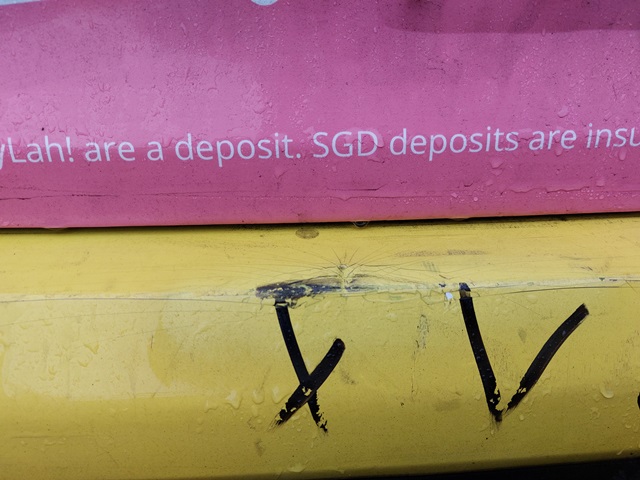 yLah! are a deposit. SGD deposits are insu
X V